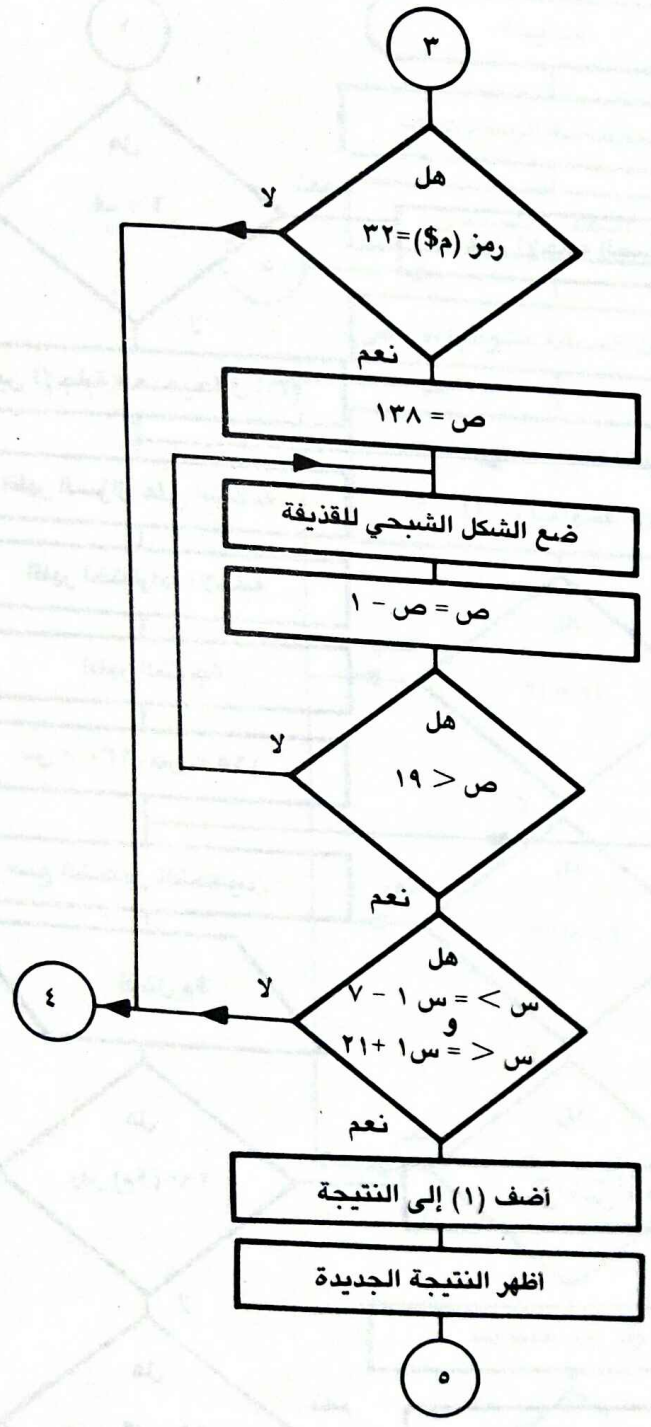 ٣
هل
رمز (م$)=٣٢
لا
نعم
ص = ١٣٨
ضع الشكل الشبحي للقذيفة
ص = ص - ١
هل
ص < ١٩
لا
نعم
هل
س > = س ١ - ٧
و
س < = س١ +٢١
لا
٤
نعم
أضف (١) إلى النتيجة
أظهر النتيجة الجديدة
٥